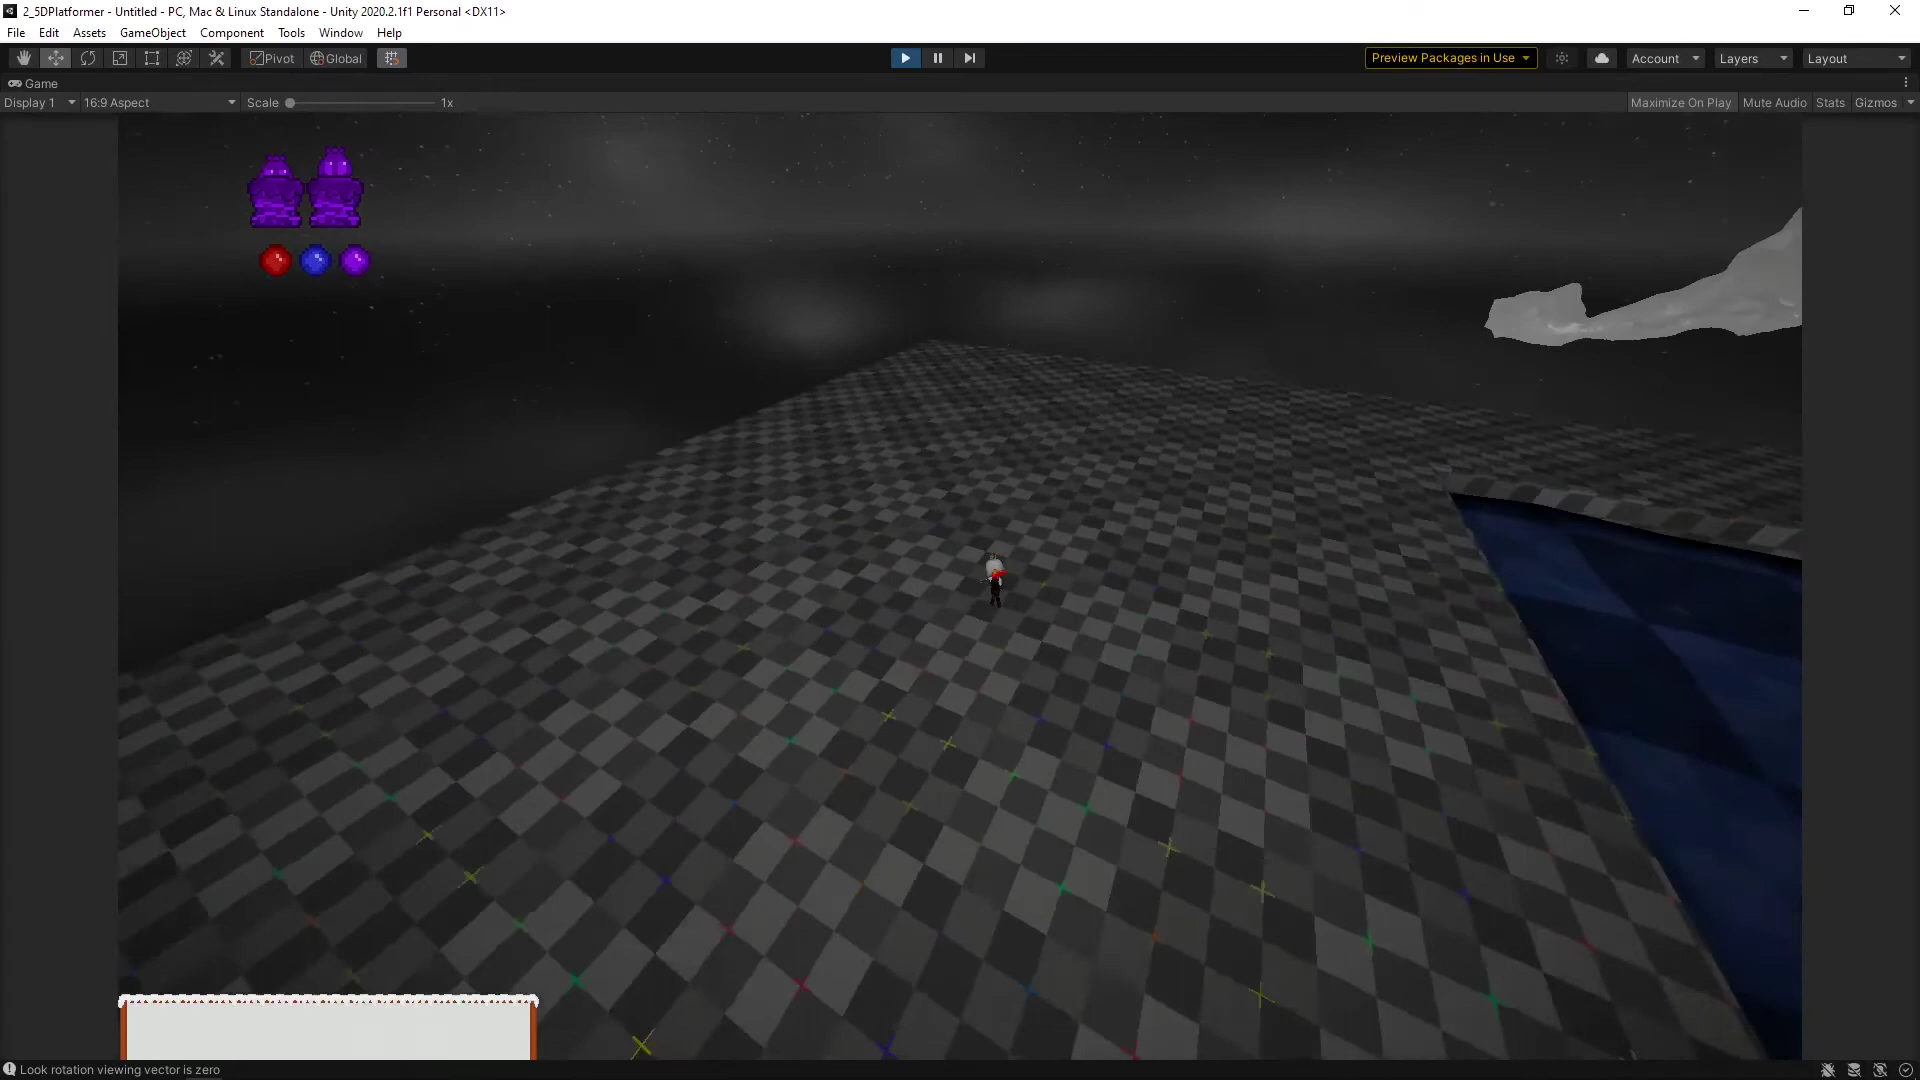 2_5DPlatformer - Untitled - PC, Mac & Linux Standalone - Unity 2020.2.1f1 Personal <DX11>
File Edit Assets GameObject Component Tools Window Help
Pivot Global Preview Packages in Use Account Layers Layout
Game
Display 1 16:9 Aspect Scale 1x Maximize On Play Mute Audio Stats Gizmos
Look rotation viewing vector is zero